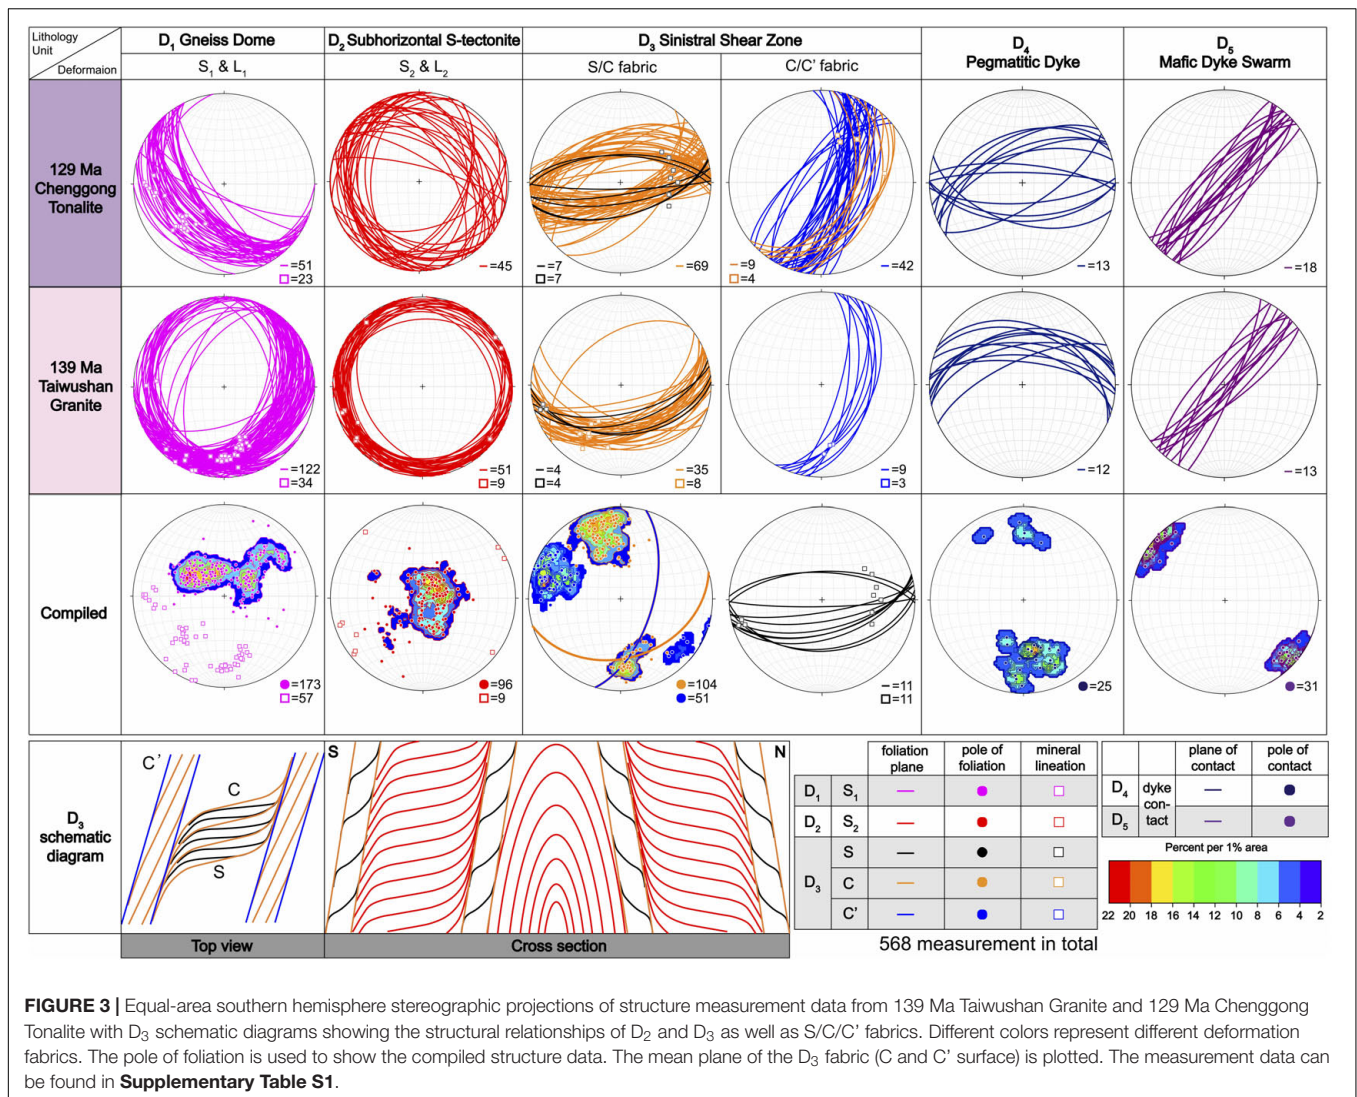 Lithology
Unit
Deformaion
D₁ Gneiss Dome
D₂ Subhorizontal S-tectonite
D₃ Sinistral Shear Zone
D₄
Pegmatitic Dyke
D₅
Mafic Dyke Swarm
S₁ & L₁
S₂ & L₂
S/C fabric
C/C' fabric
129 Ma
Chenggong
Tonalite
=51
=23
=45
=7
=7
=69
=9
=4
=42
=13
=18
139 Ma
Taiwushan
Granite
=122
=34
=51
=9
=4
=4
=35
=8
=9
=3
=12
=13
Compiled
=173
=57
=96
=9
=104
=51
=11
=11
=25
=31
D₃
schematic
diagram
C'
C
S
Top view
S
N
Cross section
foliation
plane
pole of
foliation
mineral
lineation
D₁
S₁
D₂
S₂
D₃
S
C
C'
568 measurement in total
plane of
contact
pole of
contact
D₄
D₅
dyke
con-
tact
Percent per 1% area
22 20 18 16 14 12 10 8 6 4 2
FIGURE 3 | Equal-area southern hemisphere stereographic projections of structure measurement data from 139 Ma Taiwushan Granite and 129 Ma Chenggong
Tonalite with D₃ schematic diagrams showing the structural relationships of D₂ and D₃ as well as S/C/C' fabrics. Different colors represent different deformation
fabrics. The pole of foliation is used to show the compiled structure data. The mean plane of the D₃ fabric (C and C' surface) is plotted. The measurement data can
be found in Supplementary Table S1.